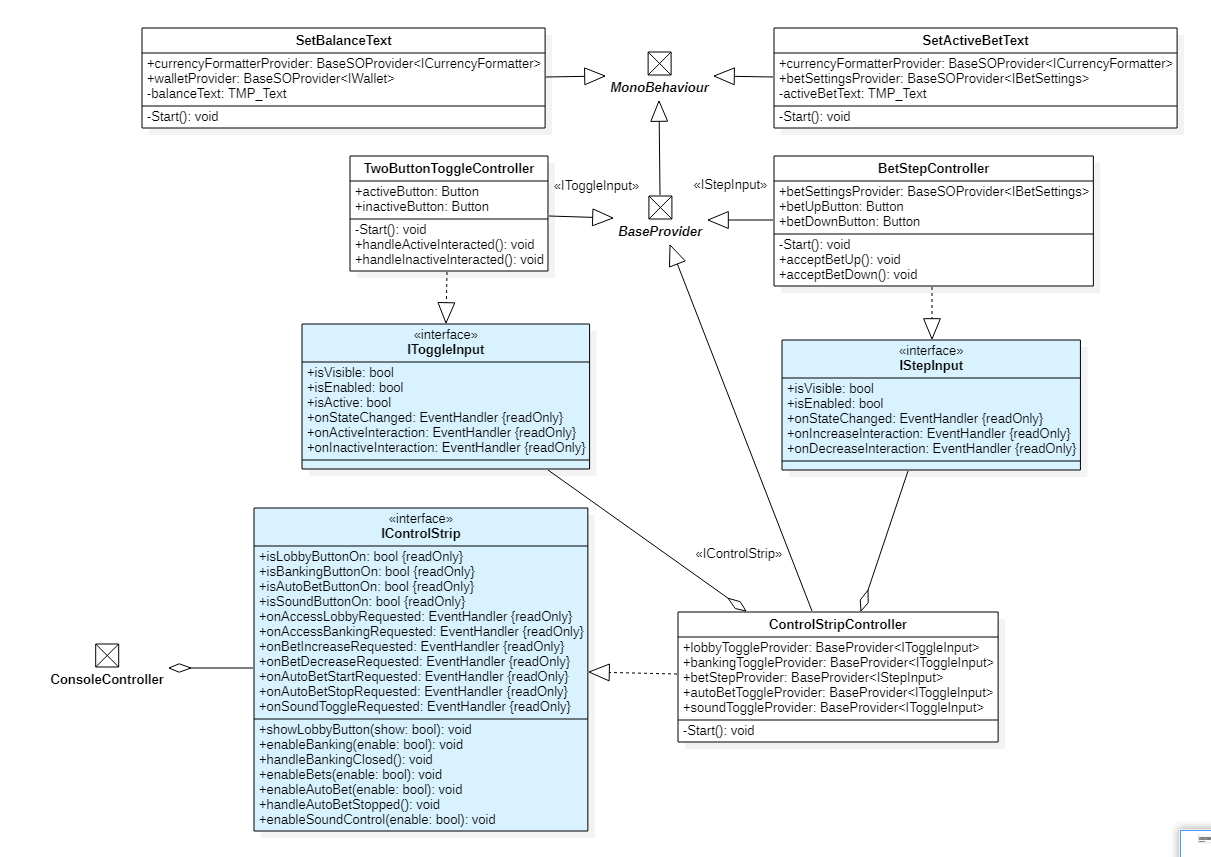 SetBalanceText
+currencyFormatterProvider: BaseSOProvider<ICurrencyFormatter>
+walletProvider: BaseSOProvider<IWallet>
-balanceText: TMP_Text
-Start(): void
MonoBehaviour
SetActiveBetText
+currencyFormatterProvider: BaseSOProvider<ICurrencyFormatter>
+betSettingsProvider: BaseSOProvider<IBetSettings>
-activeBetText: TMP_Text
-Start(): void
TwoButtonToggleController
+activeButton: Button
+inactiveButton: Button
-Start(): void
+handleActiveInteracted(): void
+handleInactiveInteracted(): void
«IToggleInput»
«IStepInput»
BaseProvider
BetStepController
+betSettingsProvider: BaseSOProvider<IBetSettings>
+betUpButton: Button
+betDownButton: Button
-Start(): void
+acceptBetUp(): void
+acceptBetDown(): void
«interface»
IToggleInput
+isVisible: bool
+isEnabled: bool
+isActive: bool
+onStateChanged: EventHandler {readOnly}
+onActiveInteraction: EventHandler {readOnly}
+onInactiveInteraction: EventHandler {readOnly}
«interface»
IStepInput
+isVisible: bool
+isEnabled: bool
+onStateChanged: EventHandler {readOnly}
+onIncreaseInteraction: EventHandler {readOnly}
+onDecreaseInteraction: EventHandler {readOnly}
«interface»
IControlStrip
+isLobbyButtonOn: bool {readOnly}
+isBankingButtonOn: bool {readOnly}
+isAutoBetButtonOn: bool {readOnly}
+isSoundButtonOn: bool {readOnly}
+onAccessLobbyRequested: EventHandler {readOnly}
+onAccessBankingRequested: EventHandler {readOnly}
+onBetIncreaseRequested: EventHandler {readOnly}
+onBetDecreaseRequested: EventHandler {readOnly}
+onAutoBetStartRequested: EventHandler {readOnly}
+onAutoBetStopRequested: EventHandler {readOnly}
+onSoundToggleRequested: EventHandler {readOnly}
+showLobbyButton(show: bool): void
+enableBanking(enable: bool): void
+handleBankingClosed(): void
+enableBets(enable: bool): void
+enableAutoBet(enable: bool): void
+handleAutoBetStopped(): void
+enableSoundControl(enable: bool): void
«IControlStrip»
ConsoleController
ControlStripController
+lobbyToggleProvider: BaseProvider<IToggleInput>
+bankingToggleProvider: BaseProvider<IToggleInput>
+betStepProvider: BaseProvider<IStepInput>
+autoBetToggleProvider: BaseProvider<IToggleInput>
+soundToggleProvider: BaseProvider<IToggleInput>
-Start(): void